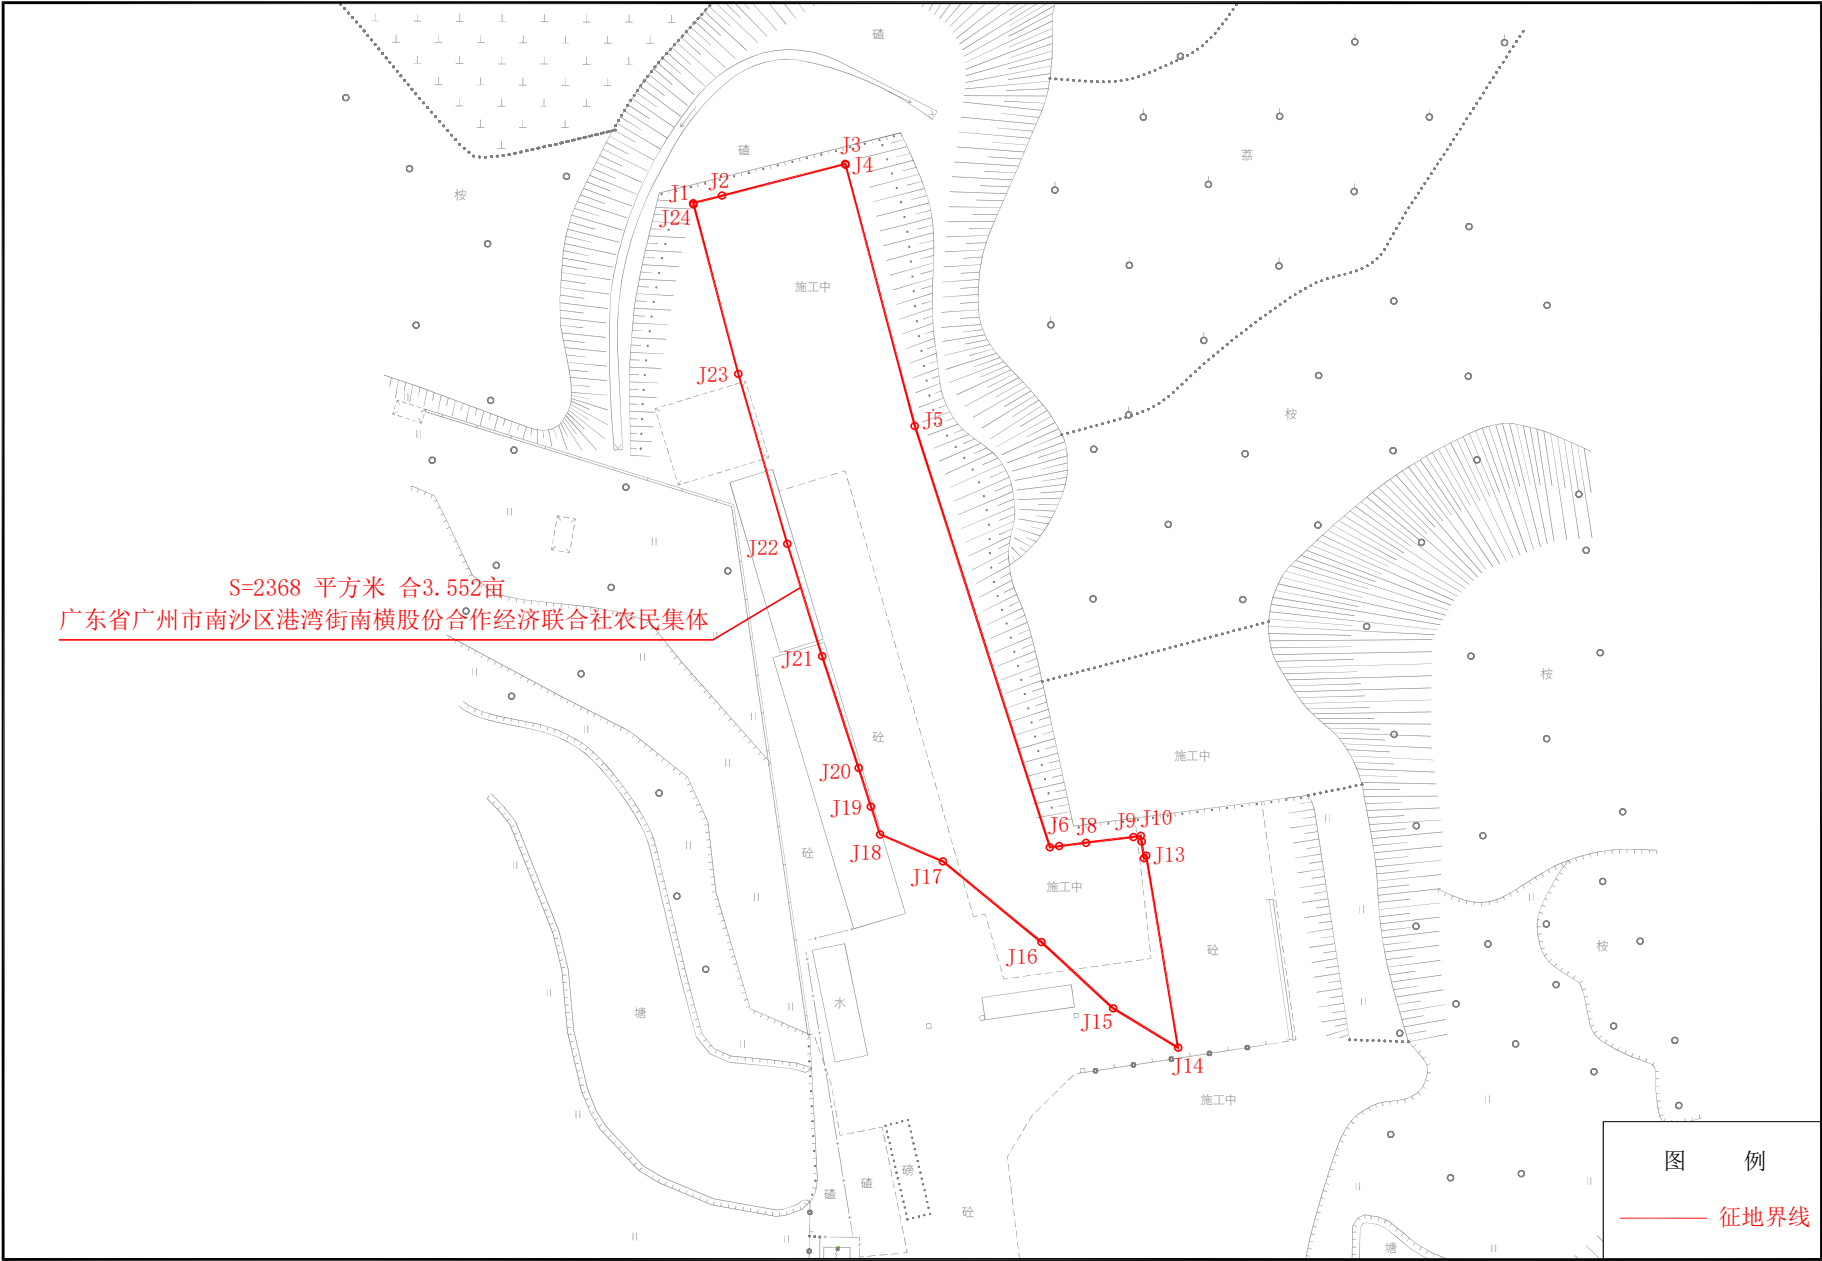 碴
碴
荔
桉
J3
J4
J2
J1
J24
施工中
J23
J5
桉
J22
S=2368 平方米 合3.552亩
广东省广州市南沙区港湾街南横股份合作经济联合社农民集体
J21
桉
砼
施工中
J20
J19
J6
J8
J9
J10
J18
砼
J13
J17
施工中
桉
砼
J16
水
塘
J15
J14
施工中
图 例
磅
碴
碴
砼
征地界线
塘